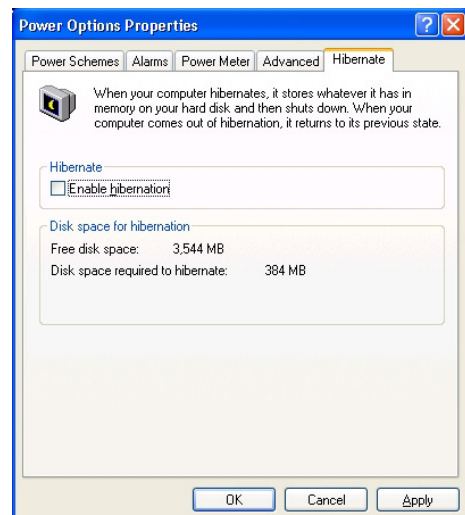 Power Options Properties
Power Schemes Alarms Power Meter Advanced Hibernate
When your computer hibernates, it stores whatever it has in
memory on your hard disk and then shuts down. When your
computer comes out of hibernation, it returns to its previous state.
Hibernate
Enable hibernation
Disk space for hibernation
Free disk space: 3,544 MB
Disk space required to hibernate: 384 MB
OK Cancel Apply